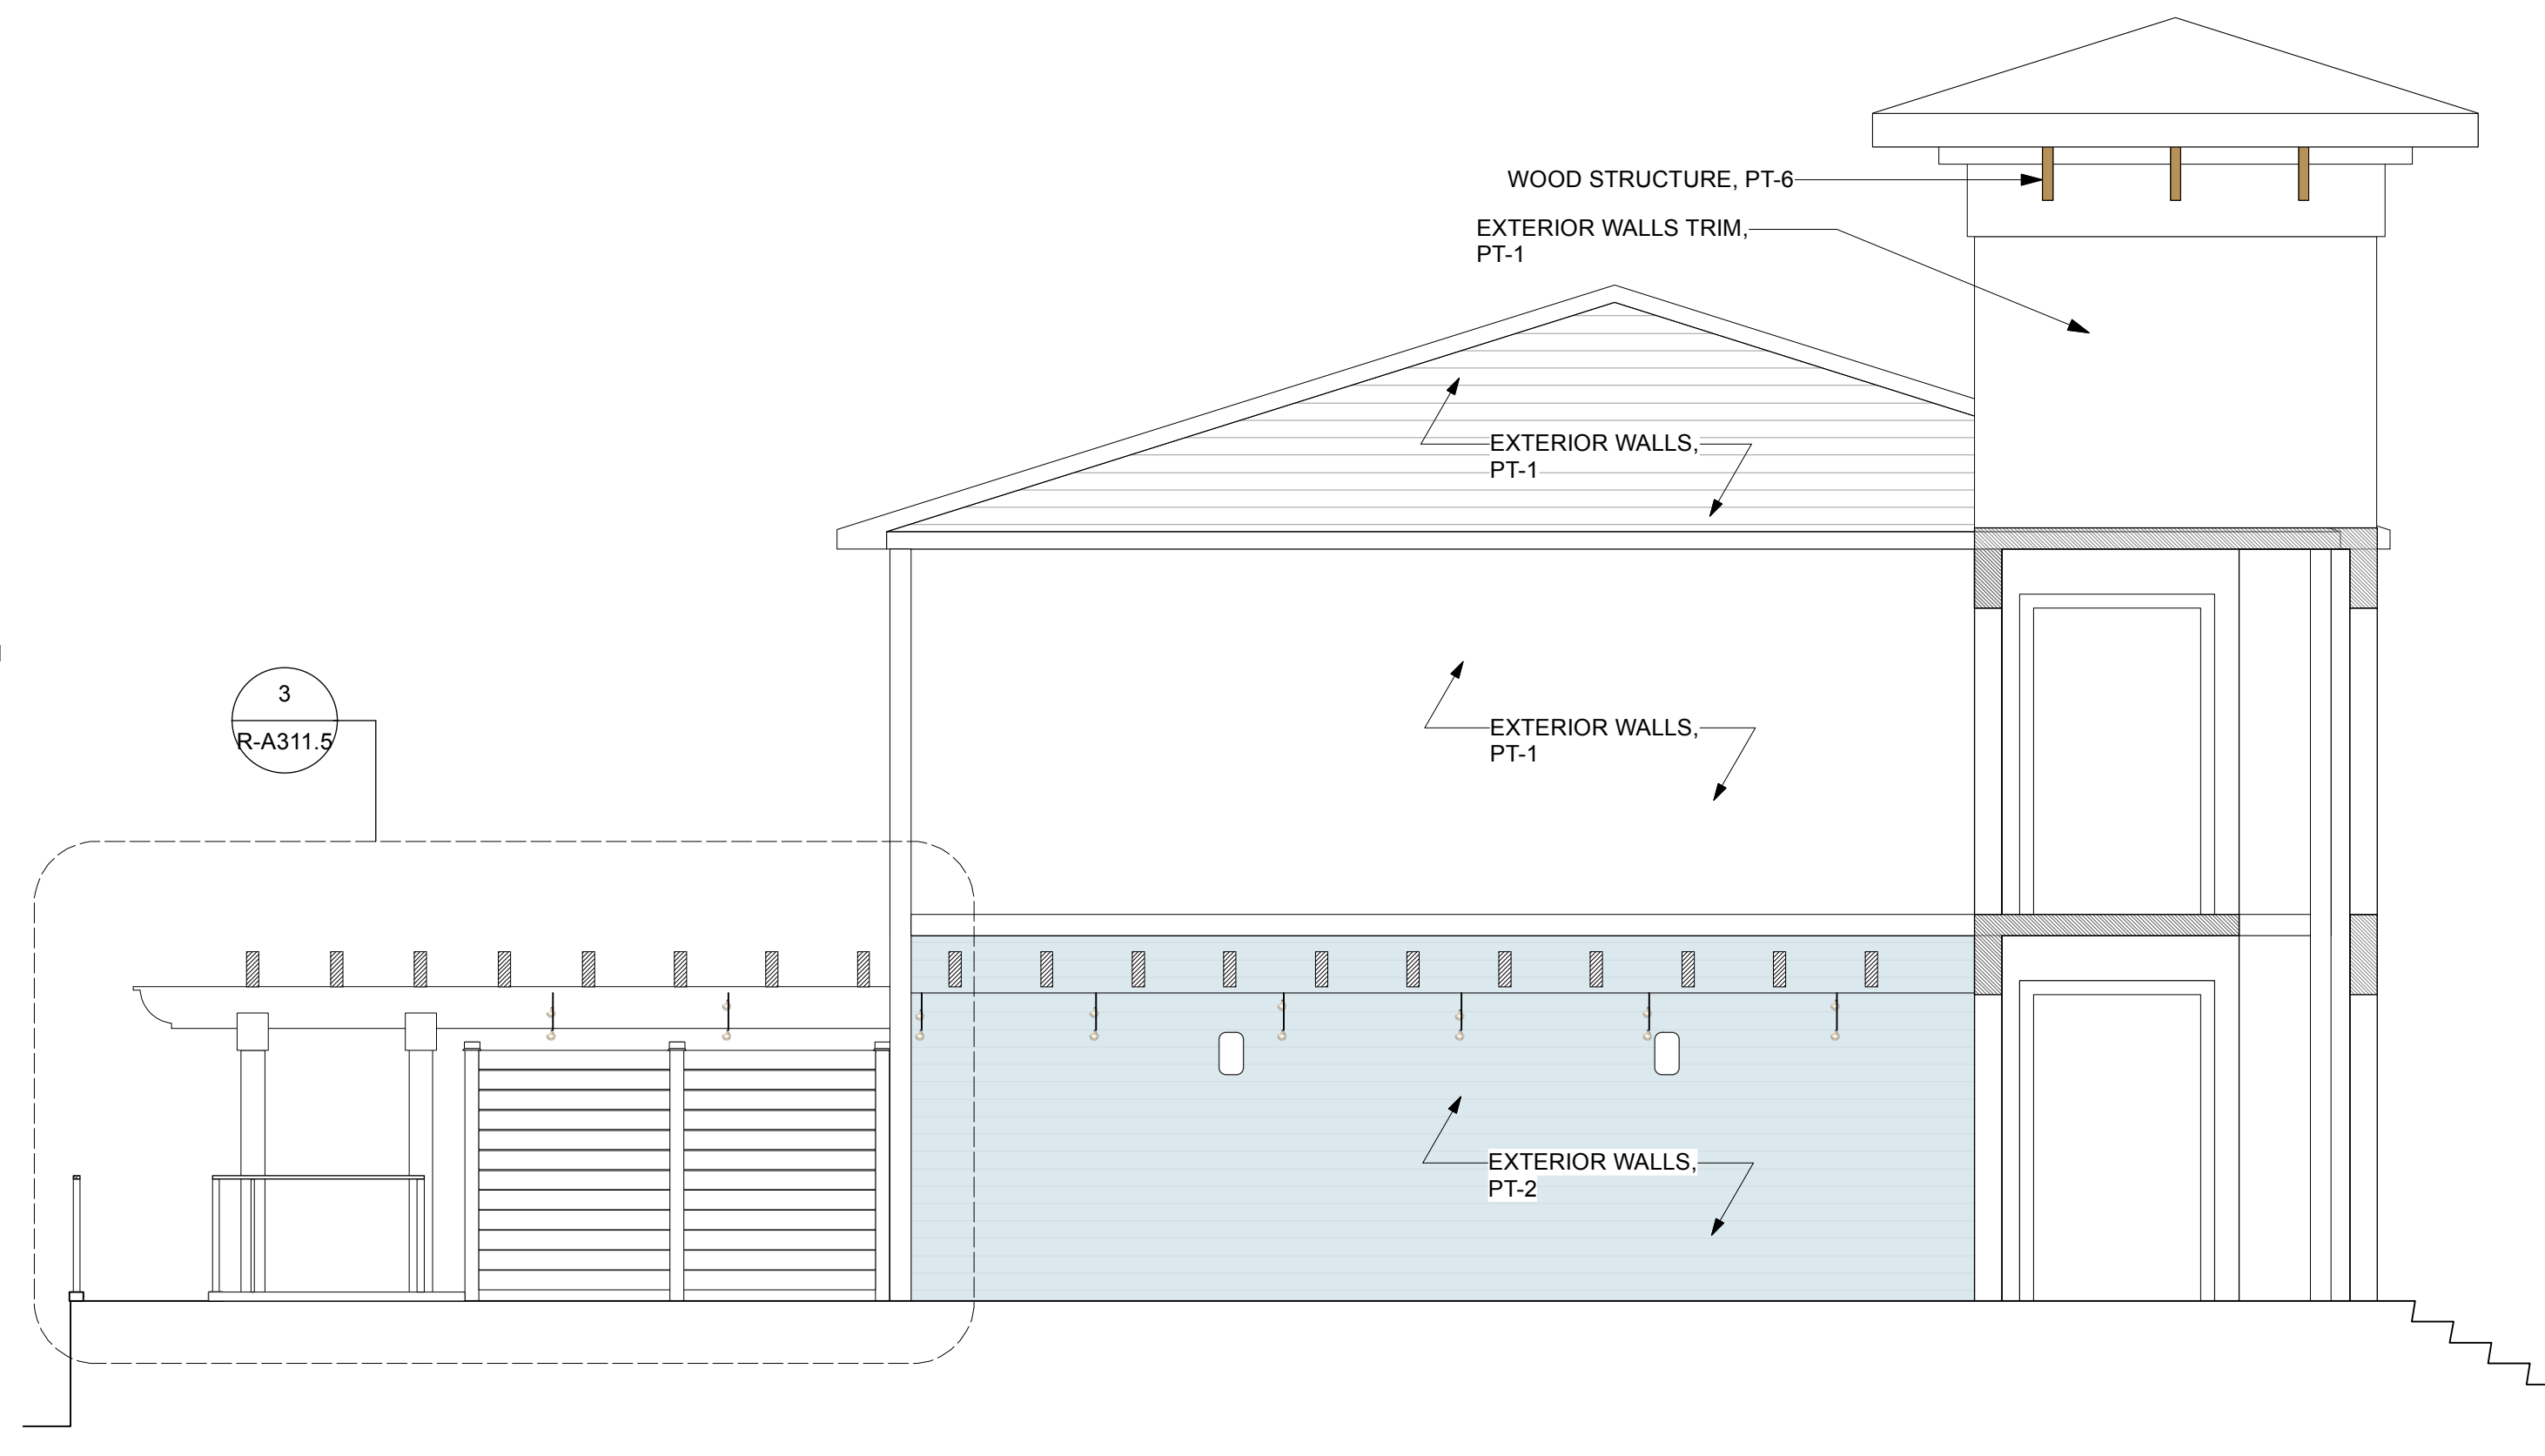 WOOD STRUCTURE, PT-6
EXTERIOR WALLS TRIM,
PT-1
EXTERIOR WALLS,
PT-1
3
R-A311.5
EXTERIOR WALLS,
PT-1
EXTERIOR WALLS,
PT-2